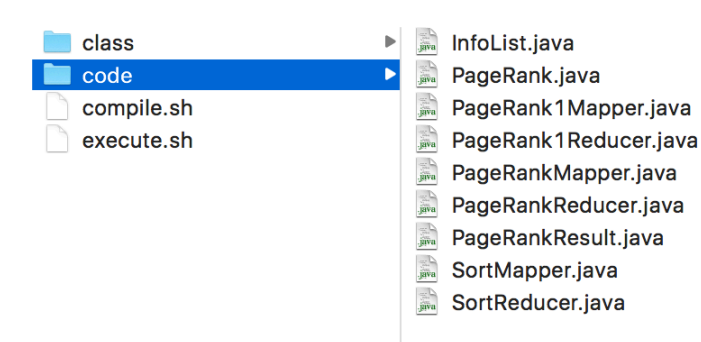 class
code
compile.sh
execute.sh
InfoList.java
PageRank.java
PageRank1Mapper.java
PageRank1Reducer.java
PageRankMapper.java
PageRankReducer.java
PageRankResult.java
SortMapper.java
SortReducer.java